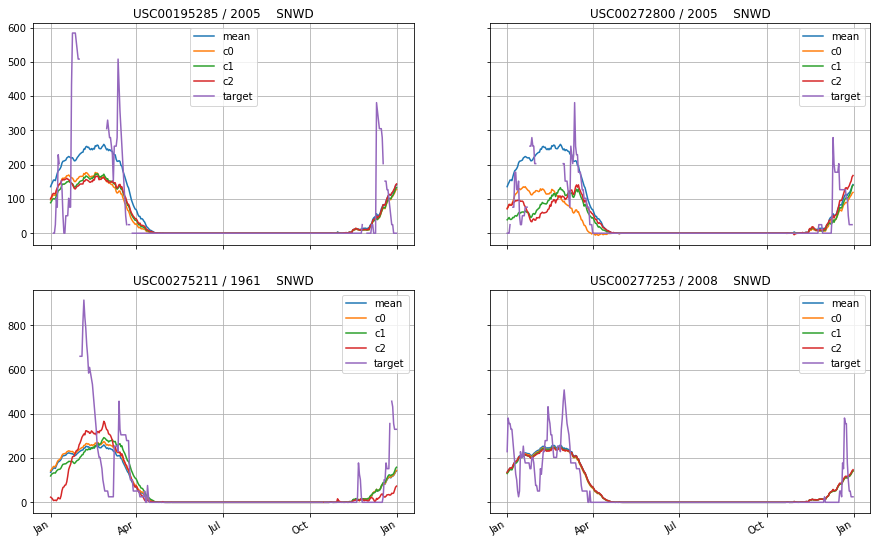 USC00195285 / 2005 SNWD
USC00272800 / 2005 SNWD
600
500
400
300
200
100
0
mean
c0
c1
c2
target
mean
c0
c1
c2
target
USC00275211 / 1961 SNWD
USC00277253 / 2008 SNWD
800
600
400
200
0
mean
c0
c1
c2
target
mean
c0
c1
c2
target
Jan
Apr
Jul
Oct
Jan
Jan
Apr
Jul
Oct
Jan